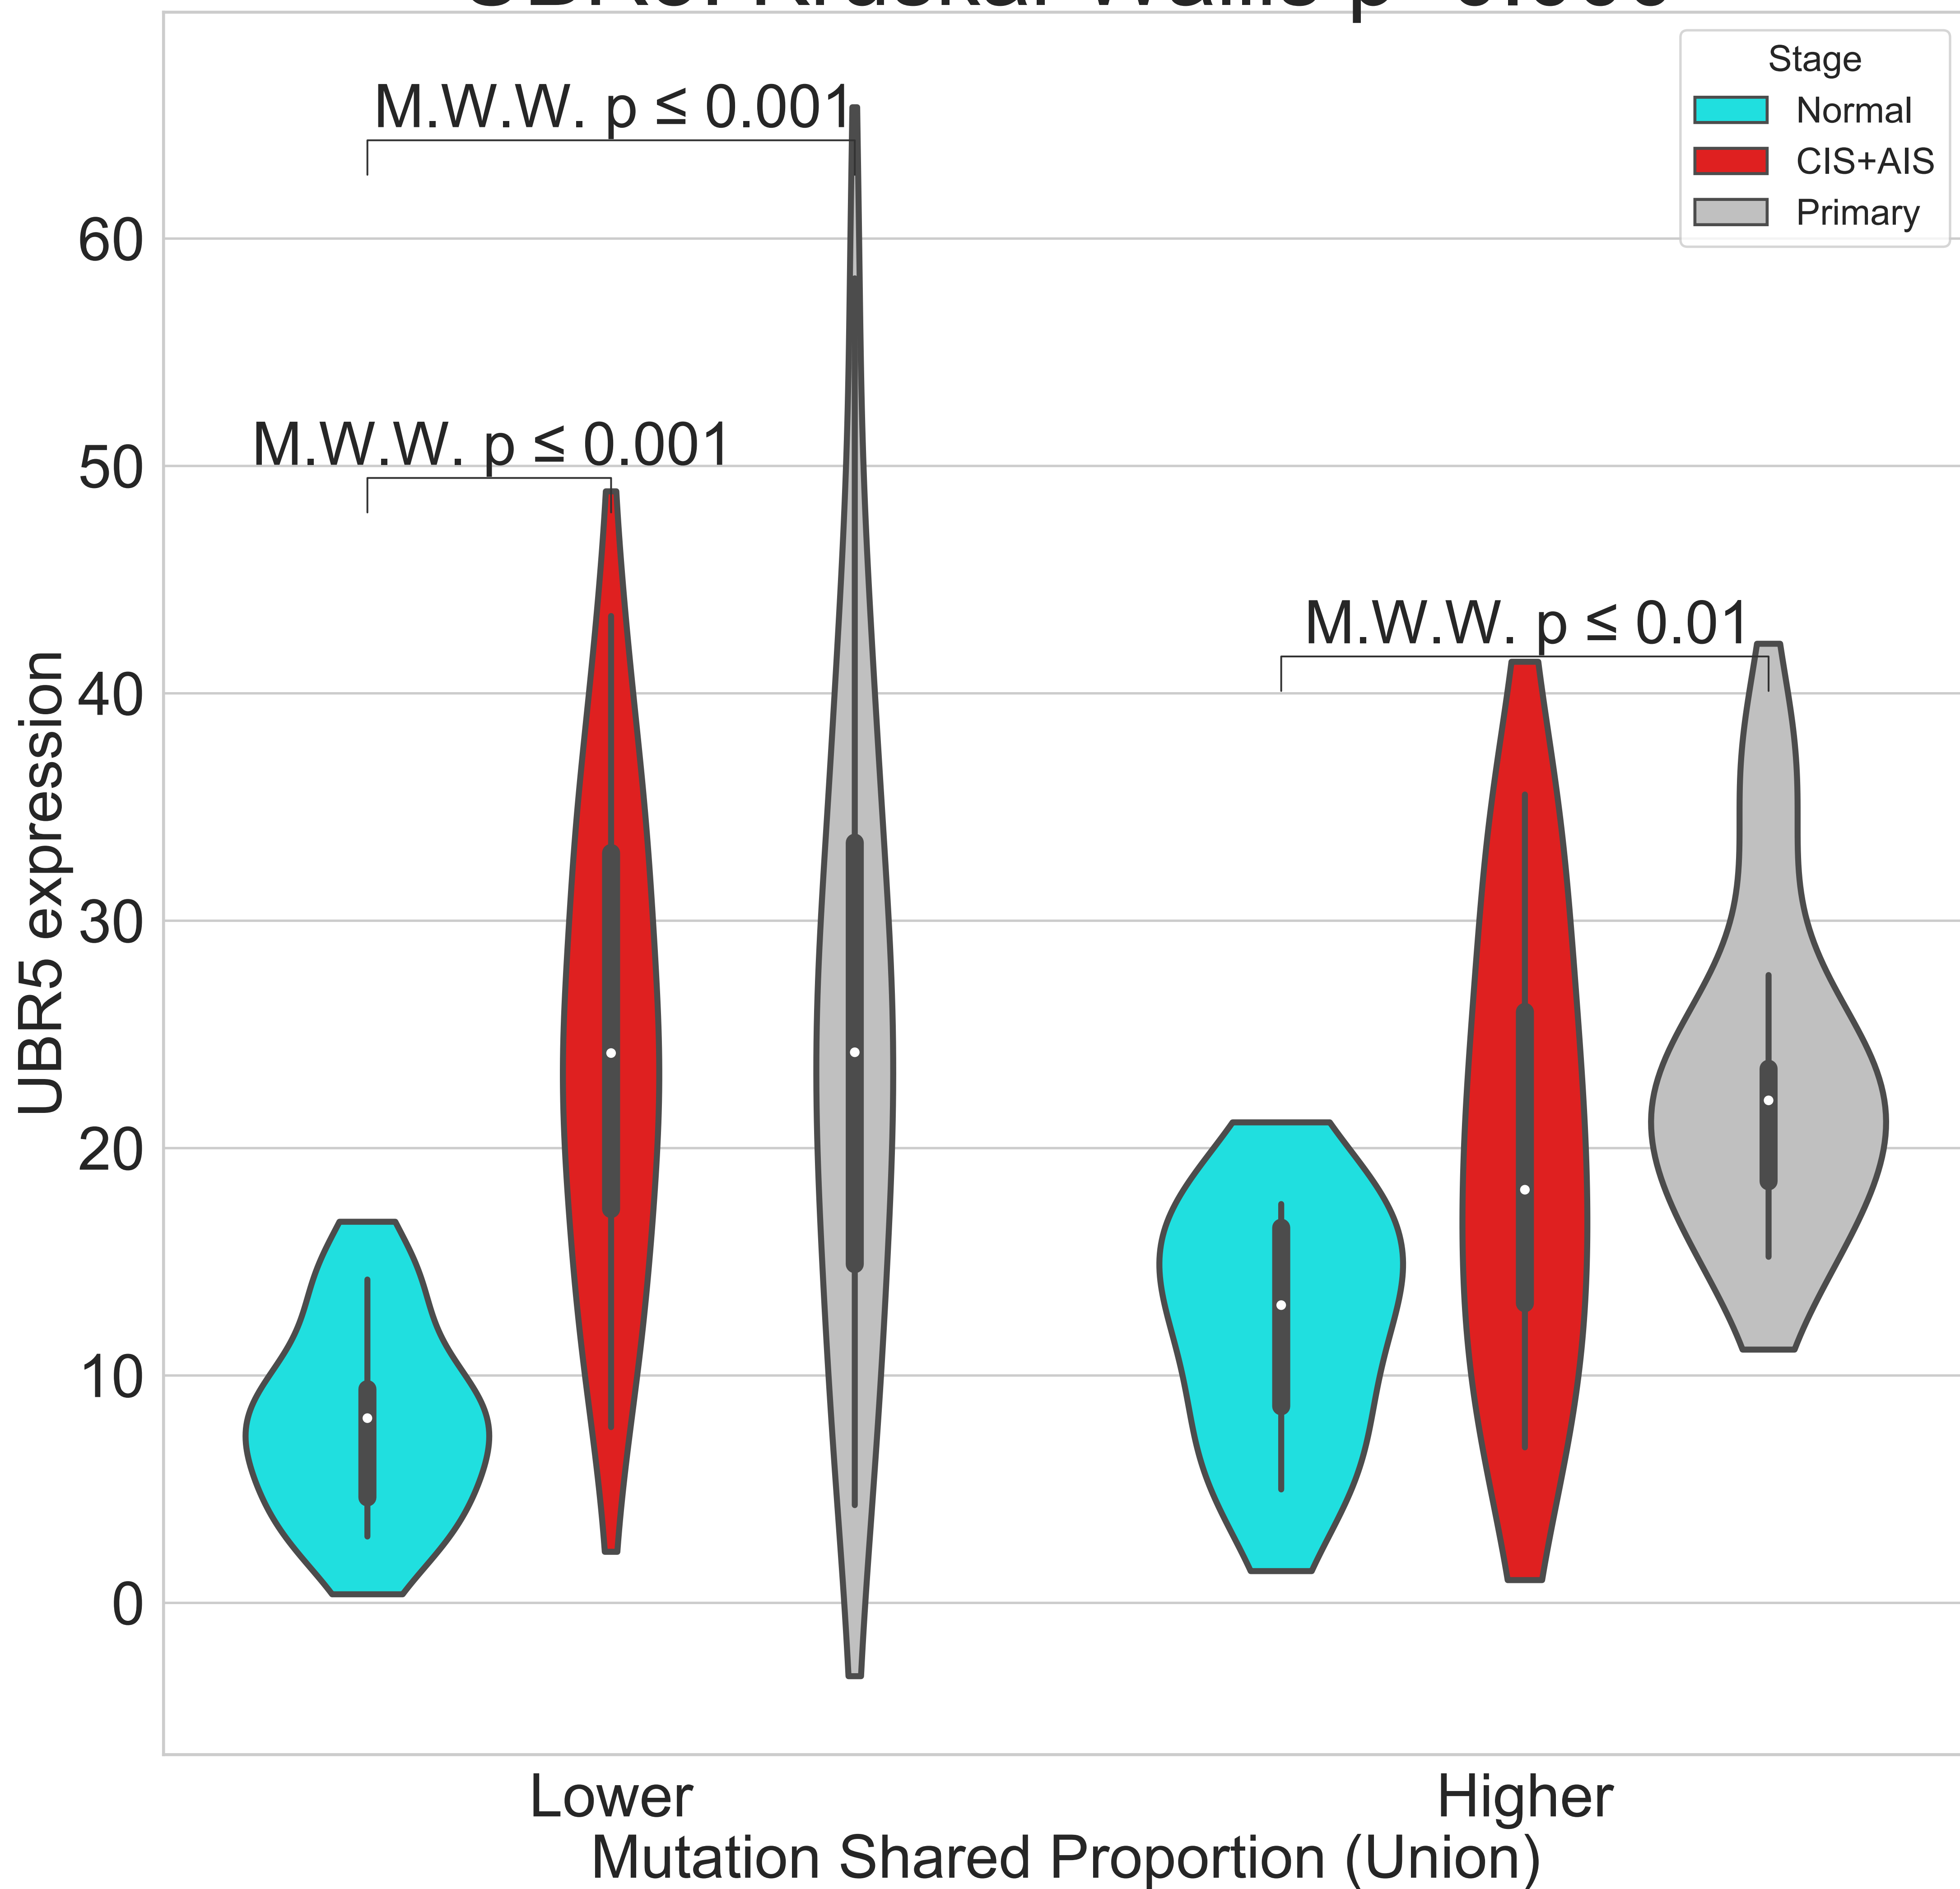 Stage
Normal
CIS+AIS
Primary
M.W.W. p ≤ 0.001
M.W.W. p ≤ 0.001
M.W.W. p ≤ 0.01
60
50
40
30
20
10
0
UBR5 expression
Lower
Higher
Mutation Shared Proportion (Union)